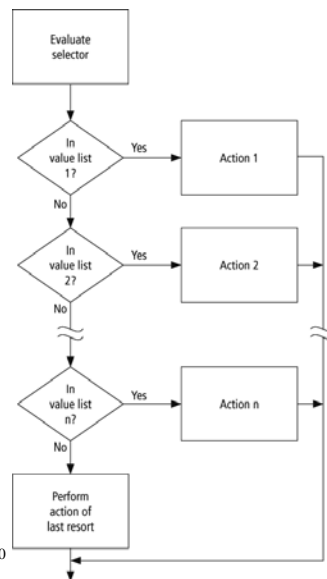 Evaluate
selector
In
value list
1?
Yes
Action 1
No
In
value list
2?
Yes
Action 2
No
In
value list
n?
Yes
Action n
No
Perform
action of
last resort
0